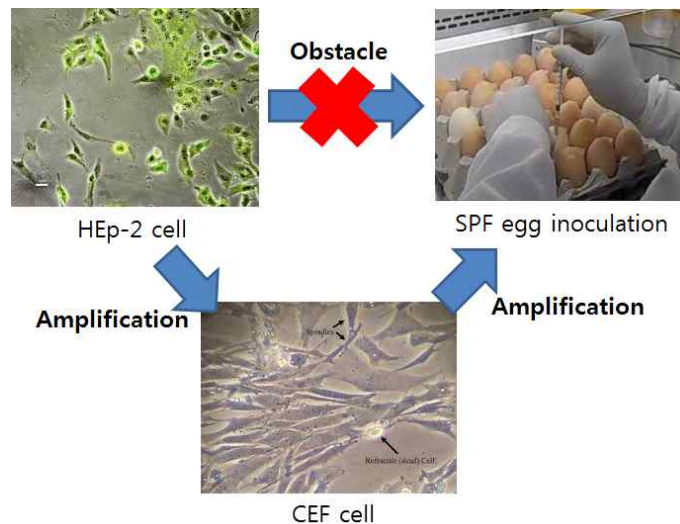 Obstacle
HEp-2 cell
SPF egg inoculation
Amplification
Amplification
Spindles
Refractile (dead) Cell
CEF cell